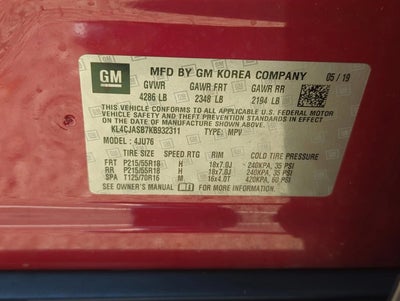 GM
MFD BY GM KOREA COMPANY 05 / 19
GVWR GAWR FRT GAWR RR
4286 LB 2348 LB 2194 LB
THIS VEHICLE CONFORMS TO ALL APPLICABLE U.S. FEDERAL MOTOR
VEHICLE SAFETY, BUMPER, AND THEFT PREVENTION STANDARDS
IN EFFECT ON THE DATE OF MANUFACTURE SHOWN ABOVE.
KL4CJASB7KB932311 TYPE: MPV
MODEL : 4JU76
TIRE SIZE SPEED RTG RIM COLD TIRE PRESSURE
FRT P215/55R18 H 18x7.0J 240KPA, 35 PSI
RR P215/55R18 H 18x7.0J 240KPA, 35 PSI
SPA T125/70R16 M 16x4.0T 420KPA, 60 PSI
SEE OWNER'S MANUAL FOR MORE INFORMATION.